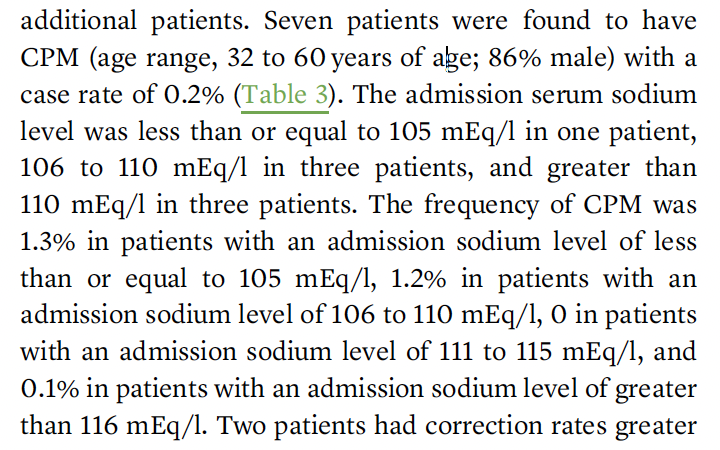 additional patients. Seven patients were found to have
CPM (age range, 32 to 60 years of age; 86% male) with a
case rate of 0.2% (Table 3). The admission serum sodium
level was less than or equal to 105 mEq/l in one patient,
106 to 110 mEq/l in three patients, and greater than
110 mEq/l in three patients. The frequency of CPM was
1.3% in patients with an admission sodium level of less
than or equal to 105 mEq/l, 1.2% in patients with an
admission sodium level of 106 to 110 mEq/l, 0 in patients
with an admission sodium level of 111 to 115 mEq/l, and
0.1% in patients with an admission sodium level of greater
than 116 mEq/l. Two patients had correction rates greater